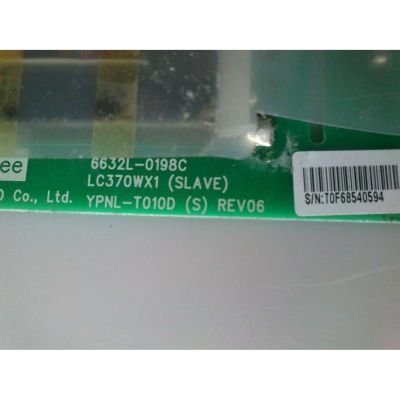 ee
6632L-0198C
LC370WX1 (SLAVE)
Co., Ltd. YPNL-T010D (S) REV06
S/N:T0F68540594